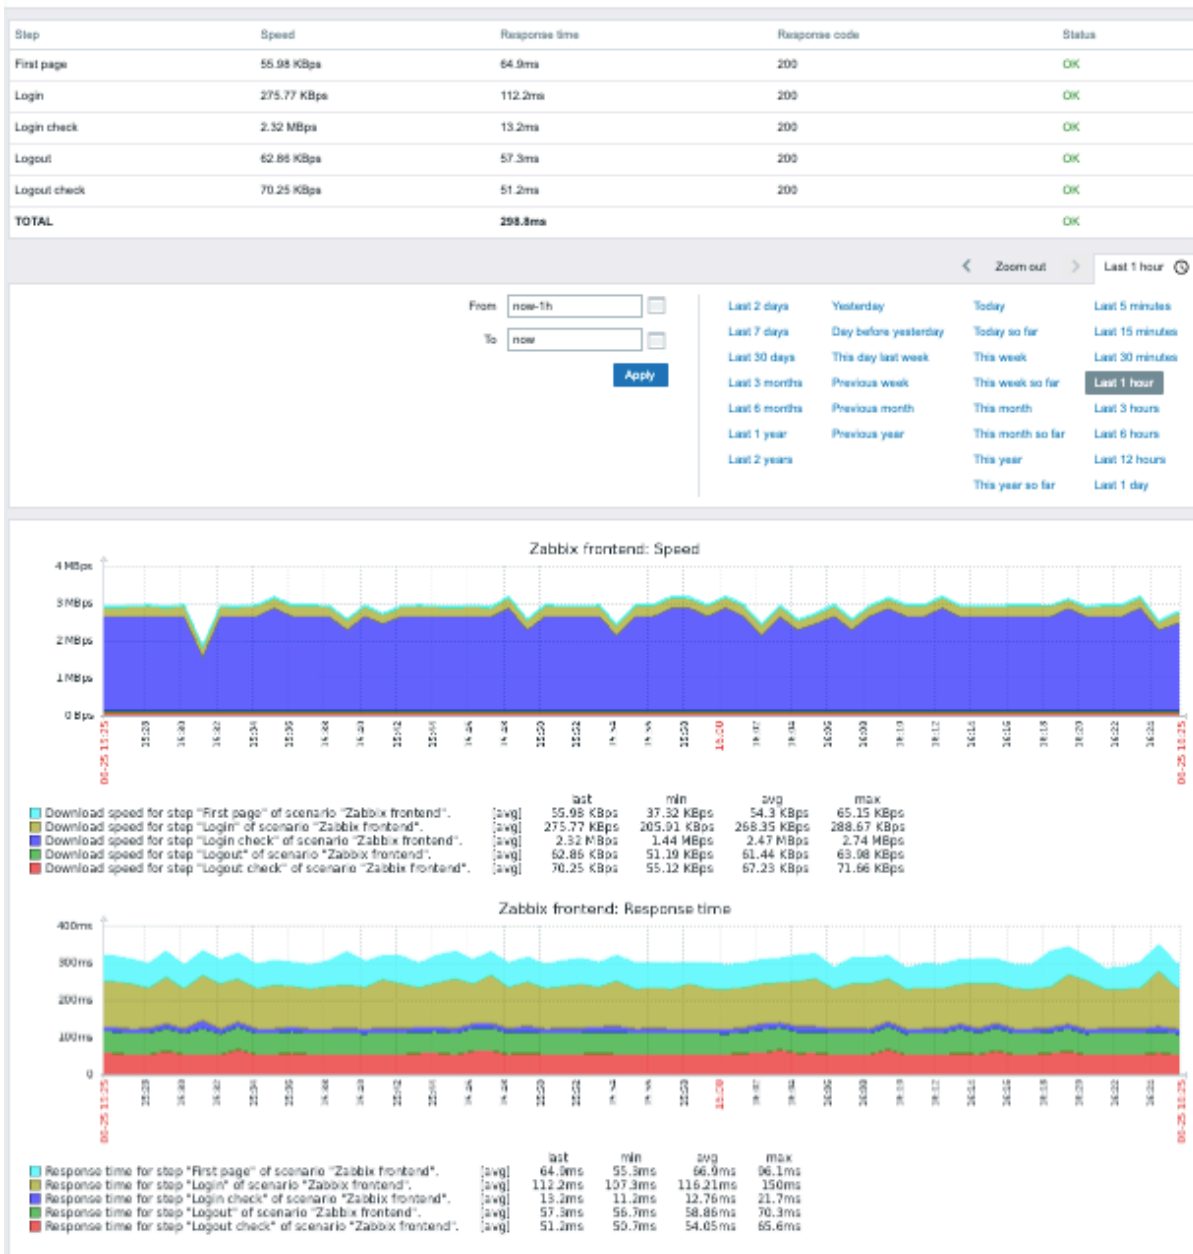 Step Speed Response time Response code Status
First page 55.98 KBps 64.9ms 200 OK
Login 275.77 KBps 112.2ms 200 OK
Login check 2.32 MBps 13.2ms 200 OK
Logout 62.86 KBps 57.3ms 200 OK
Logout check 70.25 KBps 51.2ms 200 OK
TOTAL 298.8ms OK
Zoom out Last 1 hour
From now-1h
To now
Apply
Last 2 days Yesterday Today Last 5 minutes
Last 7 days Day before yesterday Today so far Last 15 minutes
Last 30 days This day last week This week Last 30 minutes
Last 3 months Previous week This week so far Last 1 hour
Last 6 months Previous month This month Last 3 hours
Last 1 year Previous year This month so far Last 6 hours
Last 2 years This year Last 12 hours
This year so far Last 1 day
Zabbix frontend: Speed
4 MBps
3 MBps
2 MBps
1 MBps
0 Bps
last min avg max
Download speed for step "First page" of scenario "Zabbix frontend". [avg] 55.98 KBps 37.32 KBps 54.3 KBps 65.15 KBps
Download speed for step "Login" of scenario "Zabbix frontend". [avg] 275.77 KBps 205.91 KBps 268.35 KBps 288.67 KBps
Download speed for step "Login check" of scenario "Zabbix frontend". [avg] 2.32 MBps 1.44 MBps 2.47 MBps 2.74 MBps
Download speed for step "Logout" of scenario "Zabbix frontend". [avg] 62.86 KBps 51.19 KBps 61.44 KBps 63.98 KBps
Download speed for step "Logout check" of scenario "Zabbix frontend". [avg] 70.25 KBps 55.12 KBps 67.23 KBps 71.66 KBps
Zabbix frontend: Response time
400ms
300ms
200ms
100ms
0
last min avg max
Response time for step "First page" of scenario "Zabbix frontend". [avg] 64.9ms 55.3ms 66.9ms 96.1ms
Response time for step "Login" of scenario "Zabbix frontend". [avg] 112.2ms 107.3ms 116.21ms 150ms
Response time for step "Login check" of scenario "Zabbix frontend". [avg] 13.2ms 11.2ms 12.76ms 21.7ms
Response time for step "Logout" of scenario "Zabbix frontend". [avg] 57.3ms 56.7ms 58.86ms 70.3ms
Response time for step "Logout check" of scenario "Zabbix frontend". [avg] 51.2ms 50.7ms 54.05ms 65.6ms